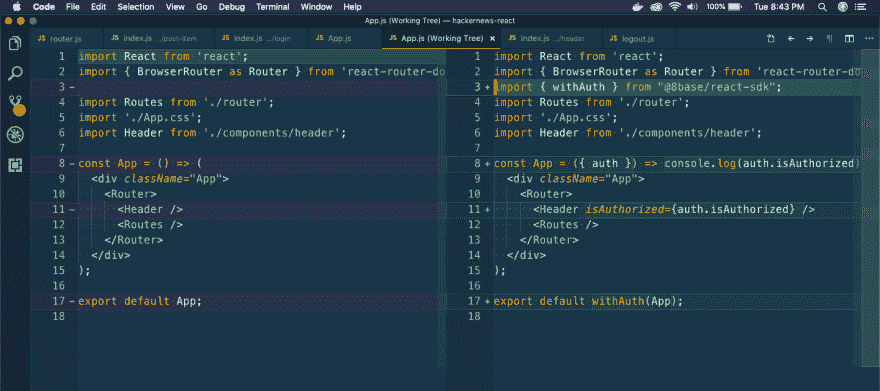 Code File Edit Selection View Go Debug Terminal Window Help 100% Tue 8:43 PM
App.js (Working Tree) — hackernews-react
JS router.js JS index.js .../post-item JS index.js .../login JS App.js JS App.js (Working Tree) × JS index.js .../header JS logout.js
1 import React from 'react';
2 import { BrowserRouter as Router } from 'react-router-do
3 -
4 import Routes from './router';
5 import './App.css';
6 import Header from './components/header';
7
8 - const App = () => (
9 <div className="App">
10 <Router>
11 - <Header />
12 <Routes />
13 </Router>
14 </div>
15 );
16
17 - export default App;
18
1 import React from 'react';
2 import { BrowserRouter as Router } from 'react-router-do
3 + import { withAuth } from "@8base/react-sdk";
4 import Routes from './router';
5 import './App.css';
6 import Header from './components/header';
7
8 + const App = ({ auth }) => console.log(auth.isAuthorized)
9 <div className="App">
10 <Router>
11 + <Header isAuthorized={auth.isAuthorized} />
12 <Routes />
13 </Router>
14 </div>
15 );
16
17 + export default withAuth(App);
18